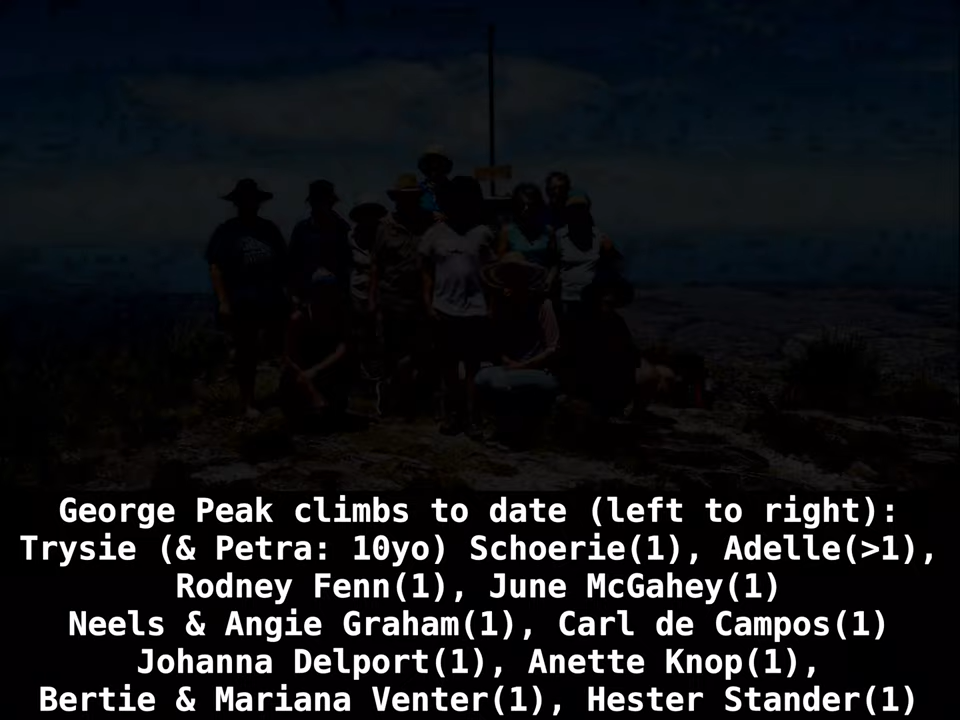 George Peak climbs to date (left to right):
Trysie (& Petra: 10yo) Schoerie(1), Adelle(>1),
Rodney Fenn(1), June McGahey(1)
Neels & Angie Graham(1), Carl de Campos(1)
Johanna Delport(1), Anette Knop(1),
Bertie & Mariana Venter(1), Hester Stander(1)